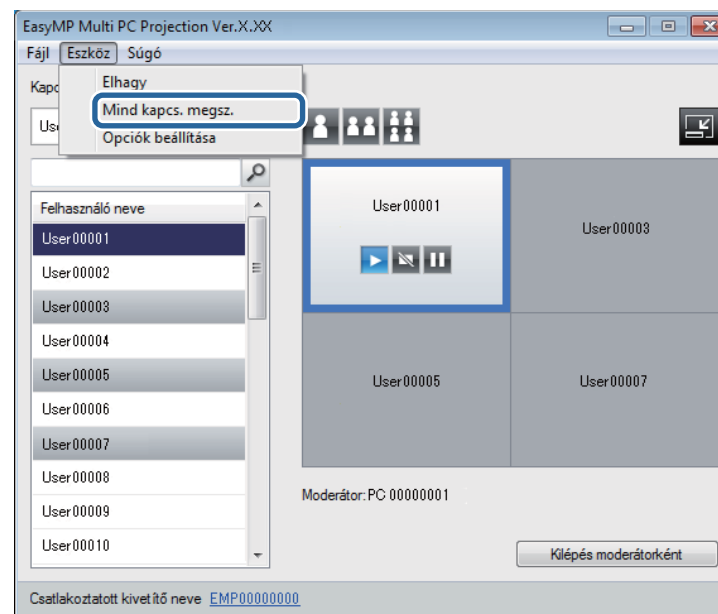 EasyMP Multi PC Projection Ver.X.XX
Fájl Eszköz Súgó
Kapc
Elhagy
Mind kapcs. megsz.
Opciók beállítása
Us
Felhasználó neve
User00001
User00002
User00003
User00004
User00005
User00006
User00007
User00008
User00009
User00010
User00001
User00003
User00005
User00007
Moderátor: PC 00000001
Kilépés moderátorként
Csatlakoztatott kivetítő neve EMP00000000